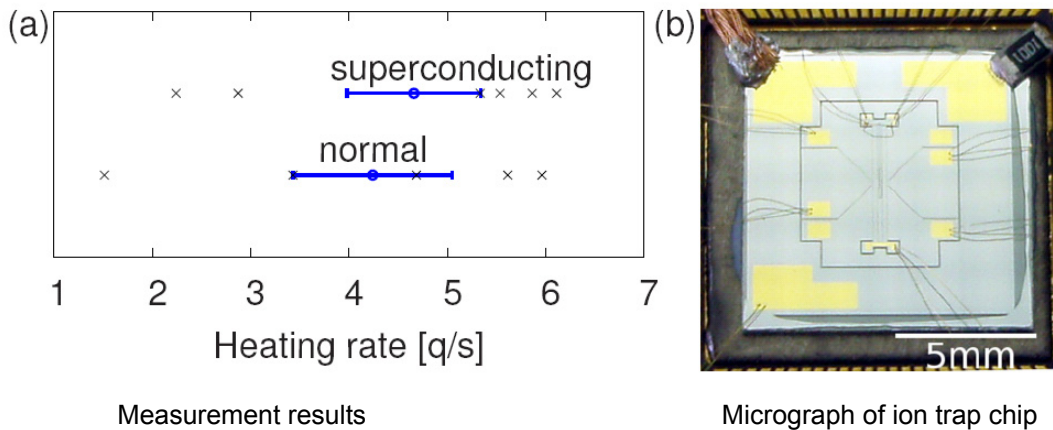 (a)
superconducting
normal
1 2 3 4 5 6 7
Heating rate [q/s]
Measurement results
(b)
1001
5mm
Micrograph of ion trap chip